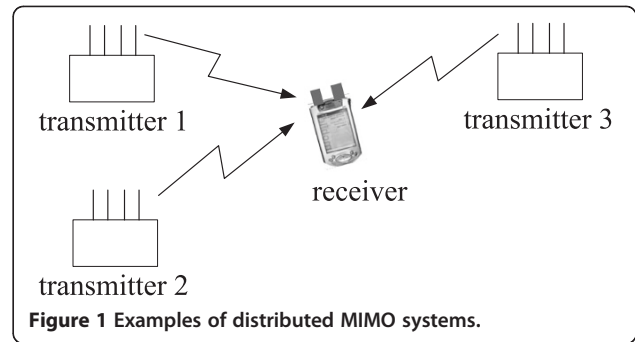 transmitter 1
transmitter 3
receiver
transmitter 2
Figure 1 Examples of distributed MIMO systems.